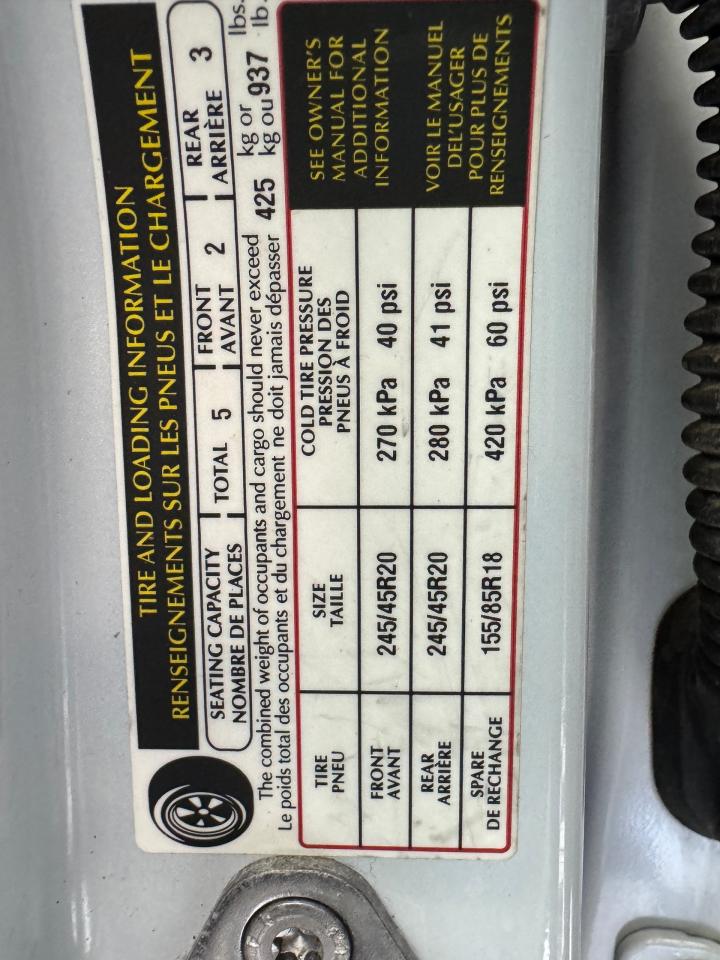 TIRE AND LOADING INFORMATION
RENSEIGNEMENTS SUR LES PNEUS ET LE CHARGEMENT
SEATING CAPACITY
NOMBRE DE PLACES
TOTAL 5
FRONT
AVANT 2
REAR
ARRIÈRE 3
The combined weight of occupants and cargo should never exceed 425 kg or 937 lbs.
Le poids total des occupants et du chargement ne doit jamais dépasser kg ou lb.
TIRE
PNEU
SIZE
TAILLE
COLD TIRE PRESSURE
PRESSION DES
PNEUS À FROID
FRONT
AVANT
245/45R20
270 kPa 40 psi
REAR
ARRIÈRE
245/45R20
280 kPa 41 psi
SPARE
DE RECHANGE
155/85R18
420 kPa 60 psi
SEE OWNER'S
MANUAL FOR
ADDITIONAL
INFORMATION
VOIR LE MANUEL
DEL'USAGER
POUR PLUS DE
RENSEIGNEMENTS